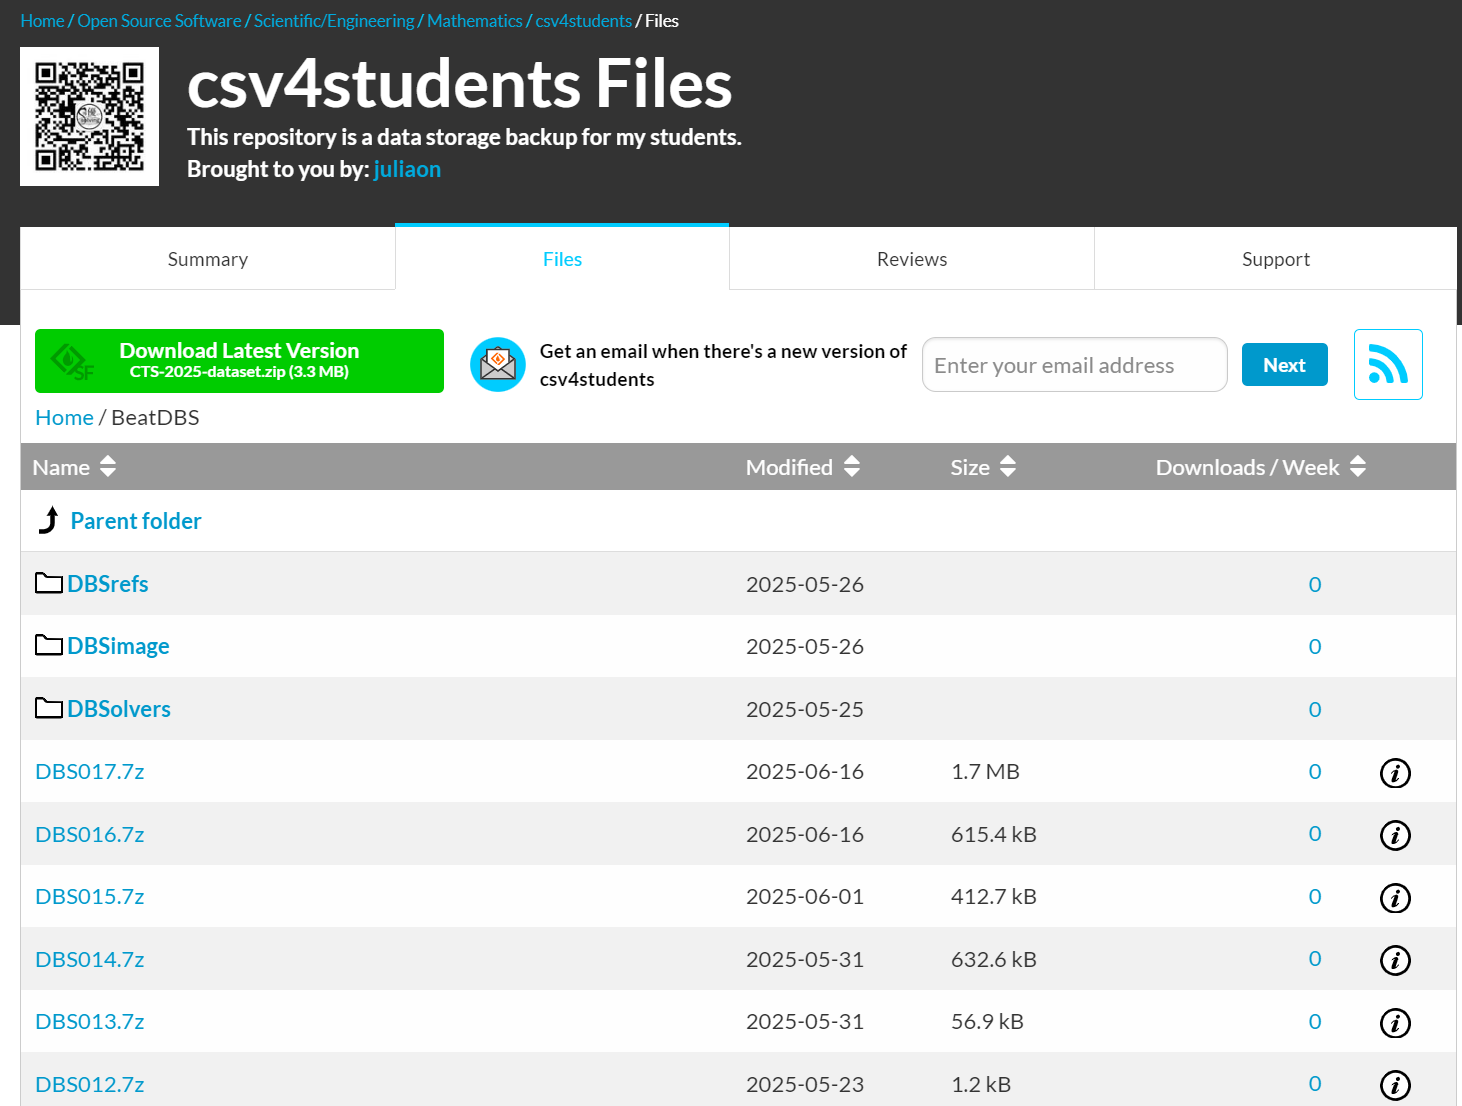 Home / Open Source Software / Scientific/Engineering / Mathematics / csv4students / Files
csv4students Files
This repository is a data storage backup for my students.
Brought to you by: juliaon
Summary
Files
Reviews
Support
Download Latest Version
CTS-2025-dataset.zip (3.3 MB)
SF
Get an email when there's a new version of
csv4students
Enter your email address
Next
Home / BeatDBS
Name Modified Size Downloads / Week
Parent folder
DBSrefs 2025-05-26 0
DBSimage 2025-05-26 0
DBSolvers 2025-05-25 0
DBS017.7z 2025-06-16 1.7 MB 0 i
DBS016.7z 2025-06-16 615.4 kB 0 i
DBS015.7z 2025-06-01 412.7 kB 0 i
DBS014.7z 2025-05-31 632.6 kB 0 i
DBS013.7z 2025-05-31 56.9 kB 0 i
DBS012.7z 2025-05-23 1.2 kB 0 i